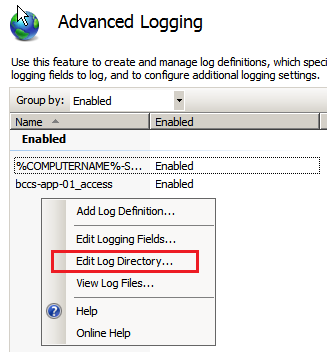 Advanced Logging
Use this feature to create and manage log definitions, which speci
logging fields to log, and to configure additional logging settings.
Group by: Enabled
Name Enabled
Enabled
%COMPUTERNAME%-S... Enabled
bccs-app-01_access Enabled
Add Log Definition...
Edit Logging Fields...
Edit Log Directory...
View Log Files...
Help
Online Help